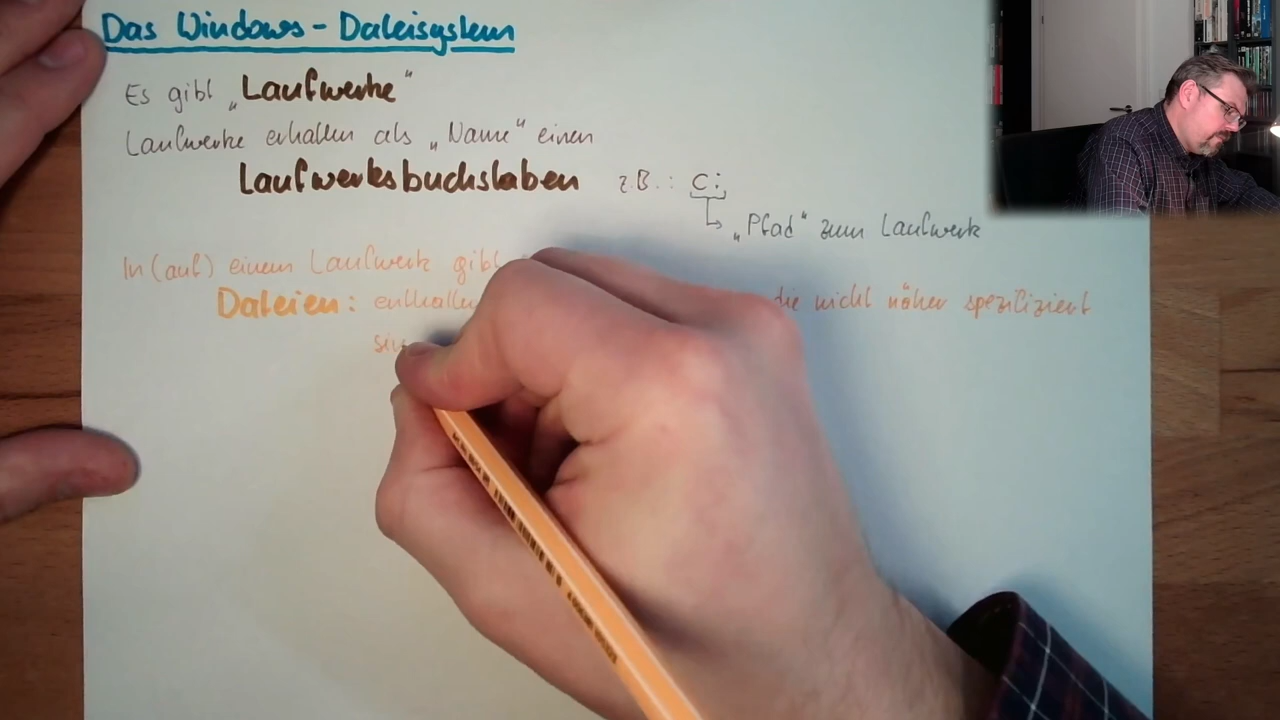 Das Windows-Dateisystem
Es gibt „Laufwerke“
Laufwerke erhalten als „Name“ einen
Laufwerksbuchstaben z.B.: C:
„Pfad“ zum Laufwerk
In (auf) einem Laufwerk gibt
Dateien: enthalten die nicht näher spezifiziert